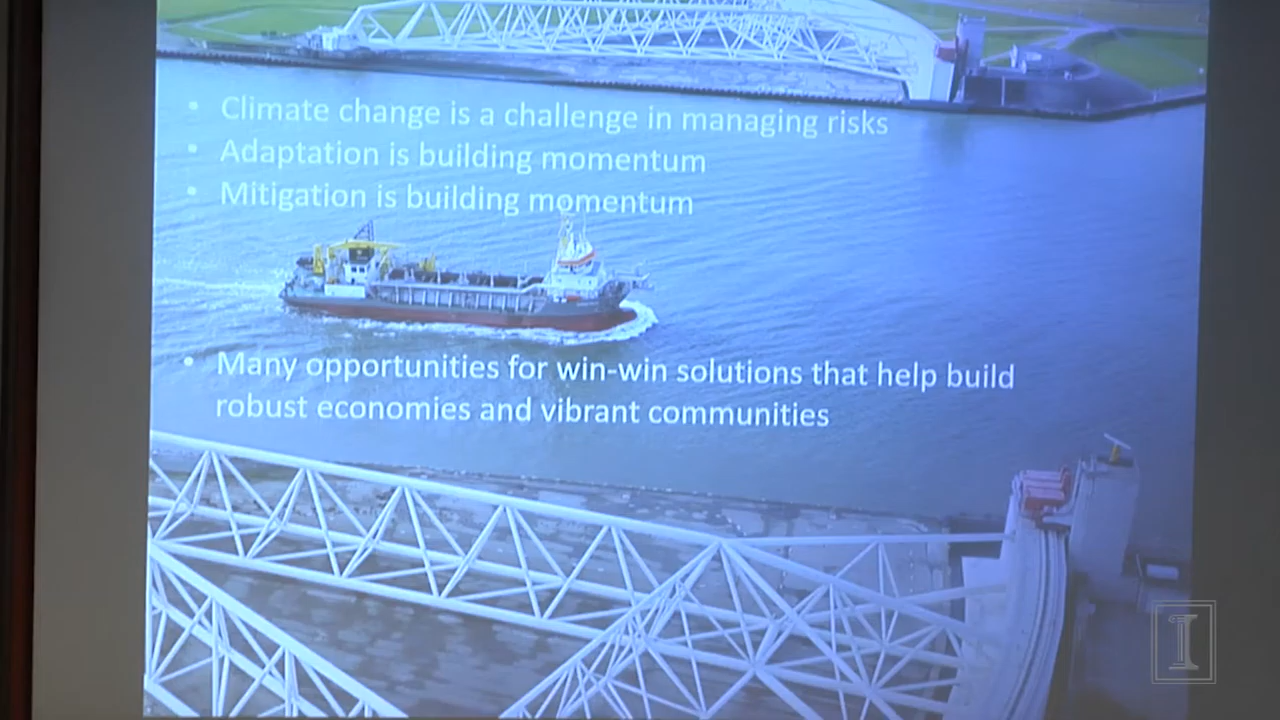 • Climate change is a challenge in managing risks
• Adaptation is building momentum
• Mitigation is building momentum
• Many opportunities for win-win solutions that help build
robust economies and vibrant communities
I